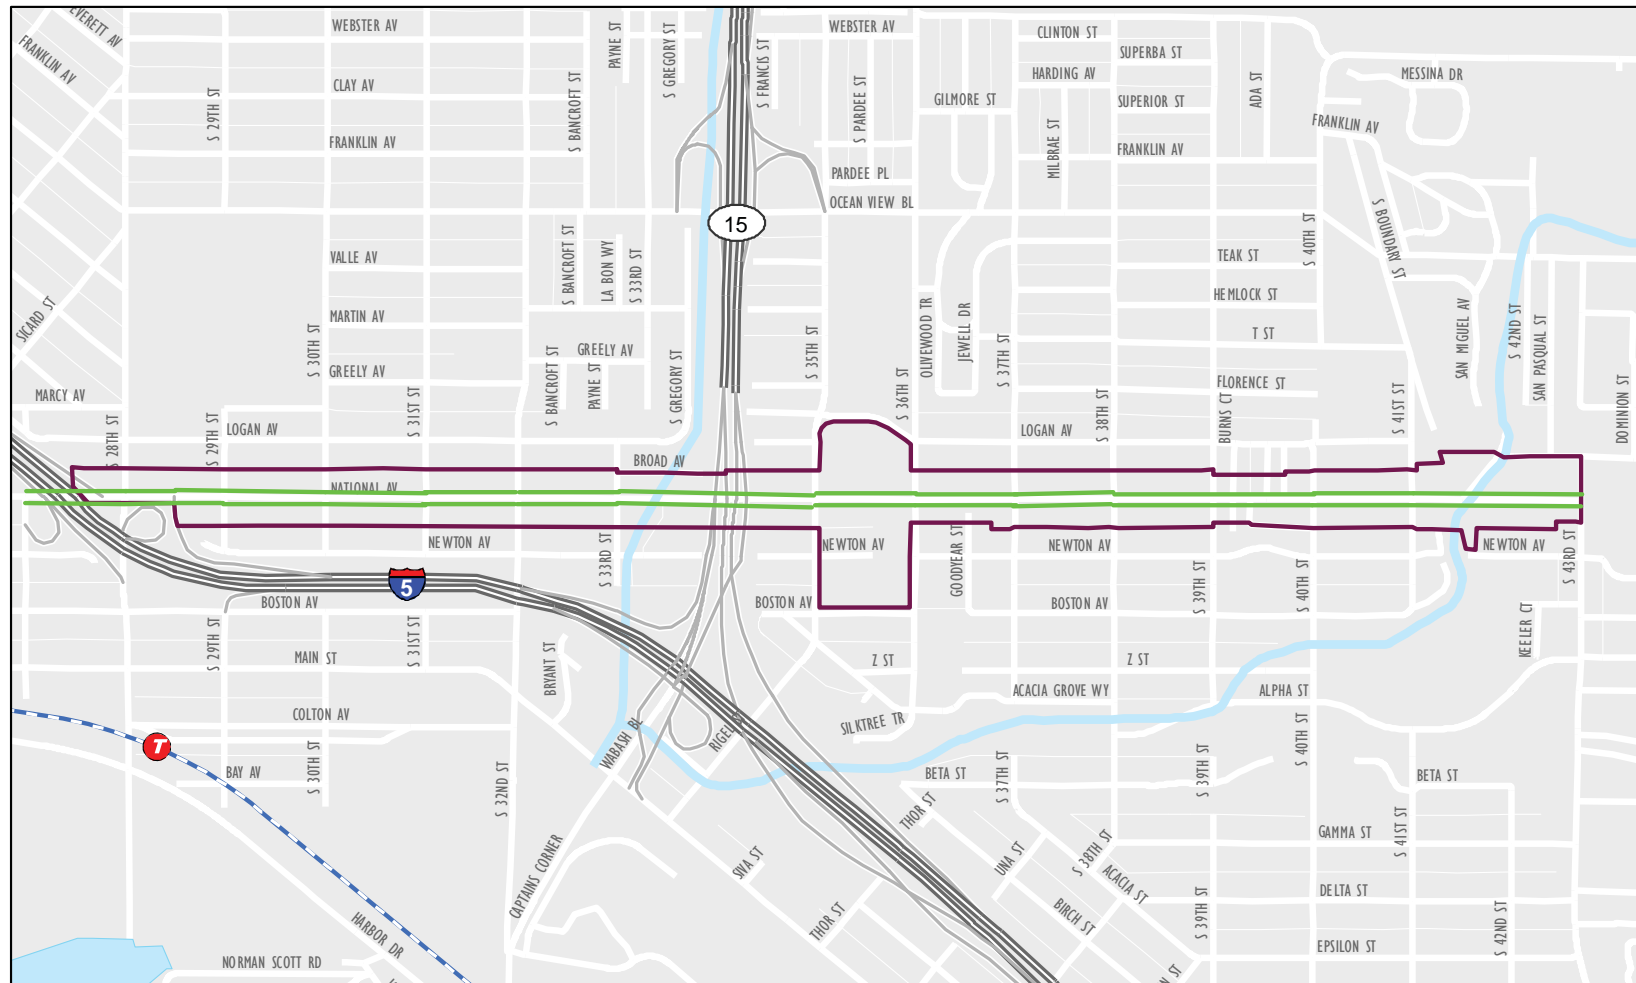 EVERETT AV
WEBSTER AV
PAYNE ST
S GREGORY ST
WEBSTER AV
CLINTON ST
SUPERBA ST
FRANKLIN AV
CLAY AV
S FRANCIS ST
HARDING AV
MESSINA DR
S 29TH ST
S BANCROFT ST
S PARDEE ST
GILMORE ST
SUPERIOR ST
ADA ST
FRANKLIN AV
MILBRAE ST
FRANKLIN AV
FRANKLIN AV
PARDEE PL
OCEAN VIEW BL
15
S BOUNDARY ST
S 40TH ST
VALLE AV
S BANCROFT ST
LA BON WY
S 33RD ST
TEAK ST
HEMLOCK ST
SICARD ST
MARTIN AV
S 30TH ST
S 35TH ST
OLIVEWOOD TR
JEWELL DR
S 37TH ST
T ST
SAN MIGUEL AV
S 42ND ST
SAN PASQUAL ST
GREELY AV
GREELY AV
S BANCROFT ST
PAYNE ST
S GREGORY ST
S 36TH ST
FLORENCE ST
MARCY AV
S 28TH ST
S 29TH ST
S 31ST ST
LOGAN AV
LOGAN AV
S 38TH ST
BURNS CT
S 41ST ST
DOMINION ST
BROAD AV
NATIONAL AV
NEWTON AV
S 33RD ST
NEWTON AV
GOODYEAR ST
NEWTON AV
NEWTON AV
S 43RD ST
5
BOSTON AV
BOSTON AV
BOSTON AV
S 39TH ST
S 40TH ST
KEELER CT
S 29TH ST
S 31ST ST
MAIN ST
BRYANT ST
Z ST
Z ST
ACACIA GROVE WY
ALPHA ST
COLTON AV
WABASH BL
SILKTREE TR
T
S 40TH ST
BAY AV
S 30TH ST
S 32ND ST
BETA ST
S 37TH ST
S 39TH ST
BETA ST
THOR ST
S 41ST ST
GAMMA ST
CAPTAINS CORNER
SIVA ST
UNA ST
S 38TH ST
ACACIA ST
DELTA ST
HARBOR DR
THOR ST
BIRCH ST
S 39TH ST
S 42ND ST
EPSILON ST
NORMAN SCOTT RD